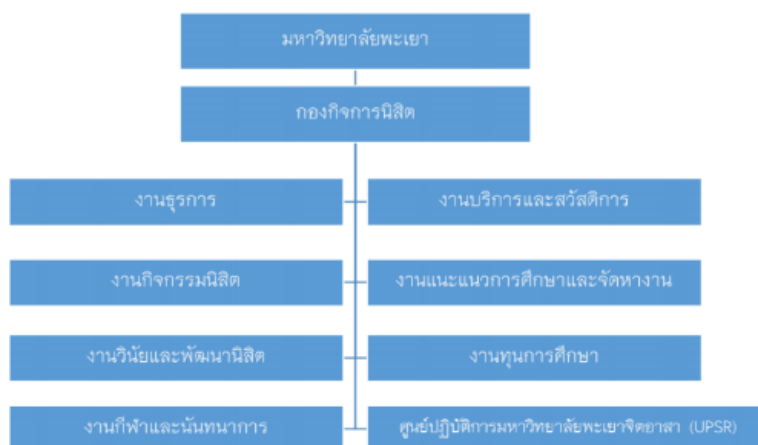 มหาวิทยาลัยพะเยา
กองกิจการนิสิต
งานธุรการ
งานบริการและสวัสดิการ
งานกิจกรรมนิสิต
งานแนะแนวการศึกษาและจัดหางาน
งานวินัยและพัฒนานิสิต
งานทุนการศึกษา
งานกีฬาและนันทนาการ
ศูนย์ปฏิบัติการมหาวิทยาลัยพะเยาจิตอาสา (UPSR)